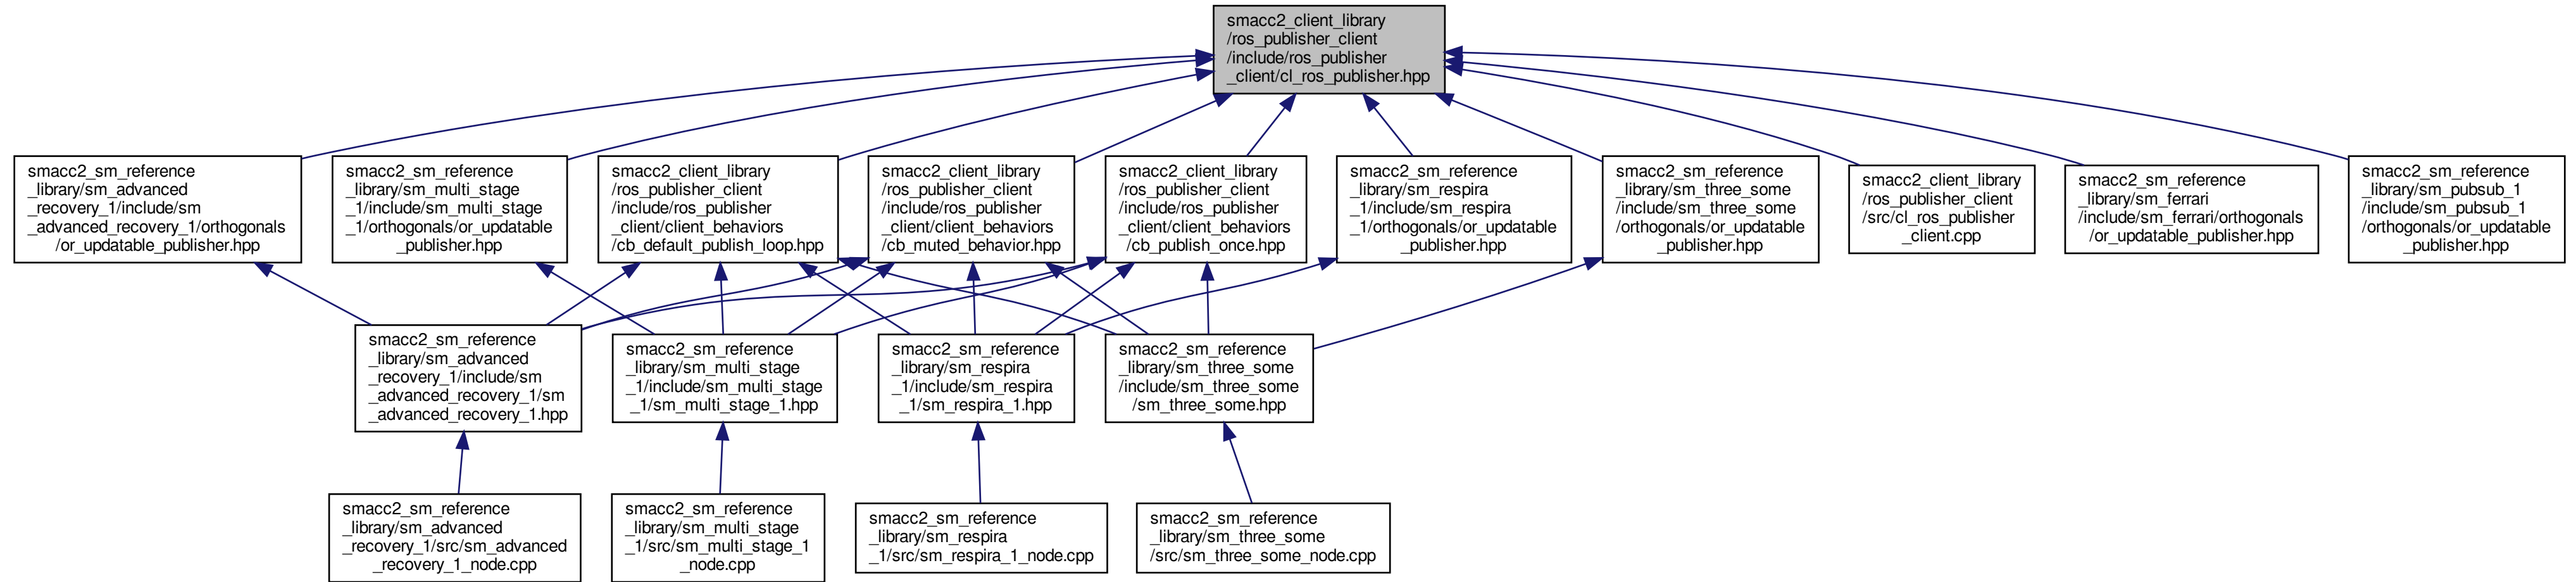 smacc2_client_library
/ros_publisher_client
/include/ros_publisher
_client/cl_ros_publisher.hpp
smacc2_sm_reference
_library/sm_advanced
_recovery_1/include/sm
_advanced_recovery_1/orthogonals
/or_updatable_publisher.hpp
smacc2_sm_reference
_library/sm_multi_stage
_1/include/sm_multi_stage
_1/orthogonals/or_updatable
_publisher.hpp
smacc2_client_library
/ros_publisher_client
/include/ros_publisher
_client/client_behaviors
/cb_default_publish_loop.hpp
smacc2_client_library
/ros_publisher_client
/include/ros_publisher
_client/client_behaviors
/cb_muted_behavior.hpp
smacc2_client_library
/ros_publisher_client
/include/ros_publisher
_client/client_behaviors
/cb_publish_once.hpp
smacc2_sm_reference
_library/sm_respira
_1/include/sm_respira
_1/orthogonals/or_updatable
_publisher.hpp
smacc2_sm_reference
_library/sm_three_some
/include/sm_three_some
/orthogonals/or_updatable
_publisher.hpp
smacc2_client_library
/ros_publisher_client
/src/cl_ros_publisher
_client.cpp
smacc2_sm_reference
_library/sm_ferrari
/include/sm_ferrari/orthogonals
/or_updatable_publisher.hpp
smacc2_sm_reference
_library/sm_pubsub_1
/include/sm_pubsub_1
/orthogonals/or_updatable
_publisher.hpp
smacc2_sm_reference
_library/sm_advanced
_recovery_1/include/sm
_advanced_recovery_1/sm
_advanced_recovery_1.hpp
smacc2_sm_reference
_library/sm_multi_stage
_1/include/sm_multi_stage
_1/sm_multi_stage_1.hpp
smacc2_sm_reference
_library/sm_respira
_1/include/sm_respira
_1/sm_respira_1.hpp
smacc2_sm_reference
_library/sm_three_some
/include/sm_three_some
/sm_three_some.hpp
smacc2_sm_reference
_library/sm_advanced
_recovery_1/src/sm_advanced
_recovery_1_node.cpp
smacc2_sm_reference
_library/sm_multi_stage
_1/src/sm_multi_stage_1
_node.cpp
smacc2_sm_reference
_library/sm_respira
_1/src/sm_respira_1_node.cpp
smacc2_sm_reference
_library/sm_three_some
/src/sm_three_some_node.cpp